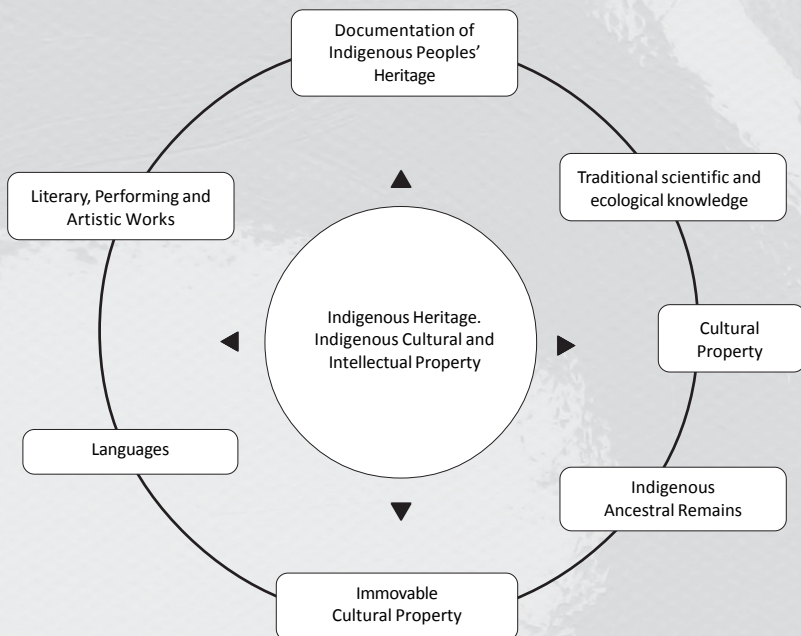 Documentation of
Indigenous Peoples’
Heritage
Literary, Performing and
Artistic Works
Traditional scientific and
ecological knowledge
Indigenous Heritage.
Indigenous Cultural and
Intellectual Property
Cultural
Property
Languages
Indigenous
Ancestral Remains
Immovable
Cultural Property